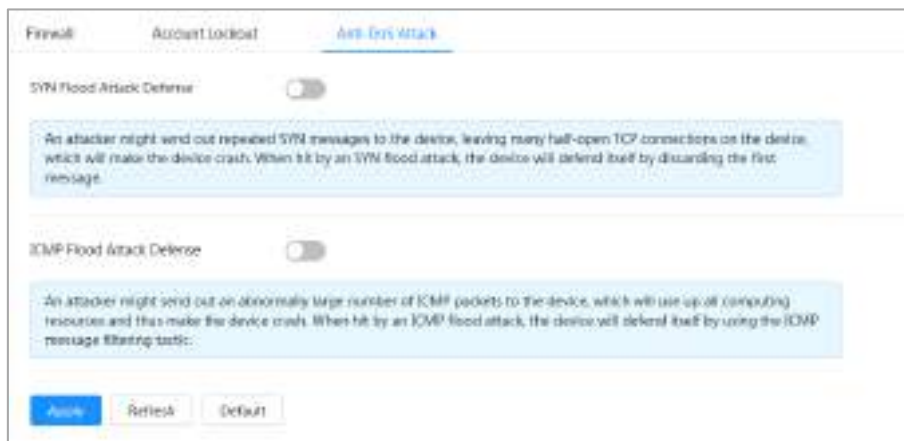 Firewall Account Lockout Anti-DoS Attack
SYN Flood Attack Defense
An attacker might send out repeated SYN messages to the device, leaving many half-open TCP connections on the device,
which will make the device crash. When hit by an SYN flood attack, the device will defend itself by discarding the first
message.
ICMP Flood Attack Defense
An attacker might send out an abnormally large number of ICMP packets to the device, which will use up all computing
resources and thus make the device crash. When hit by an ICMP flood attack, the device will defend itself by using the ICMP
message filtering tactic.
Apply Refresh Default